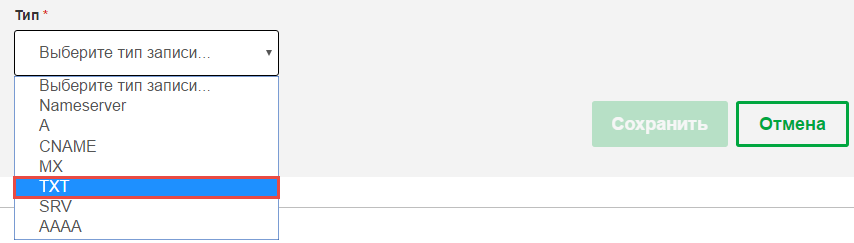 Тип *
Выберите тип записи...
Выберите тип записи...
Nameserver
A
CNAME
MX
TXT
SRV
AAAA
Сохранить
Отмена